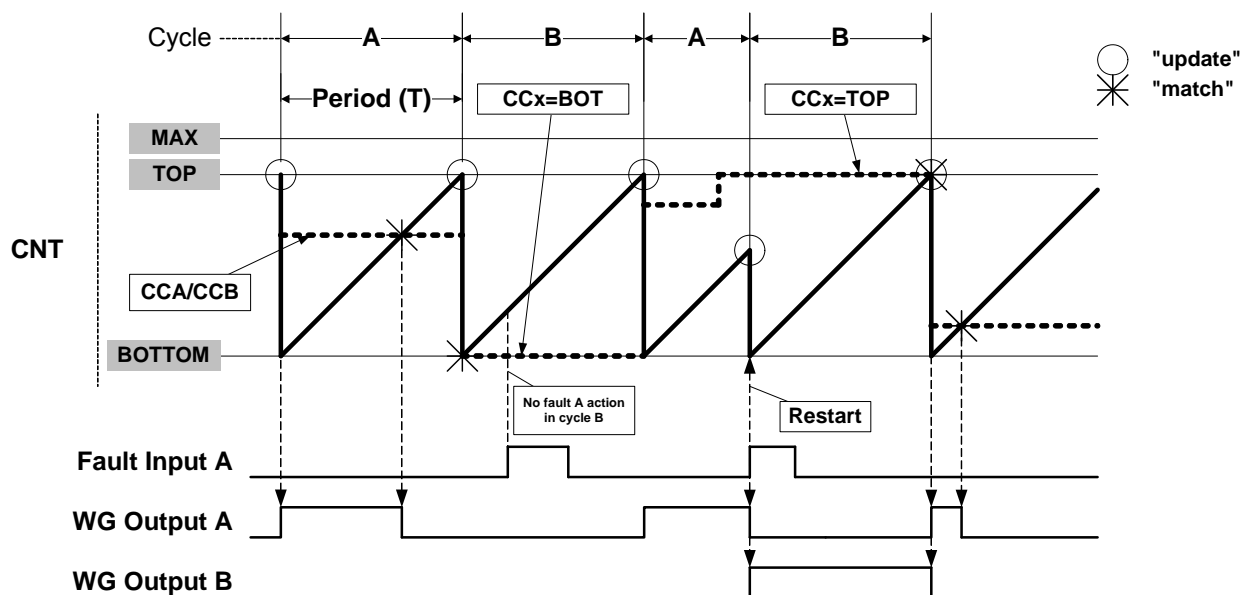 Cycle A B A B
"update"
Period (T) CCx=BOT CCx=TOP
"match"
MAX
TOP
CNT
CCA/CCB
BOTTOM
No fault A action
in cycle B
Restart
Fault Input A
WG Output A
WG Output B